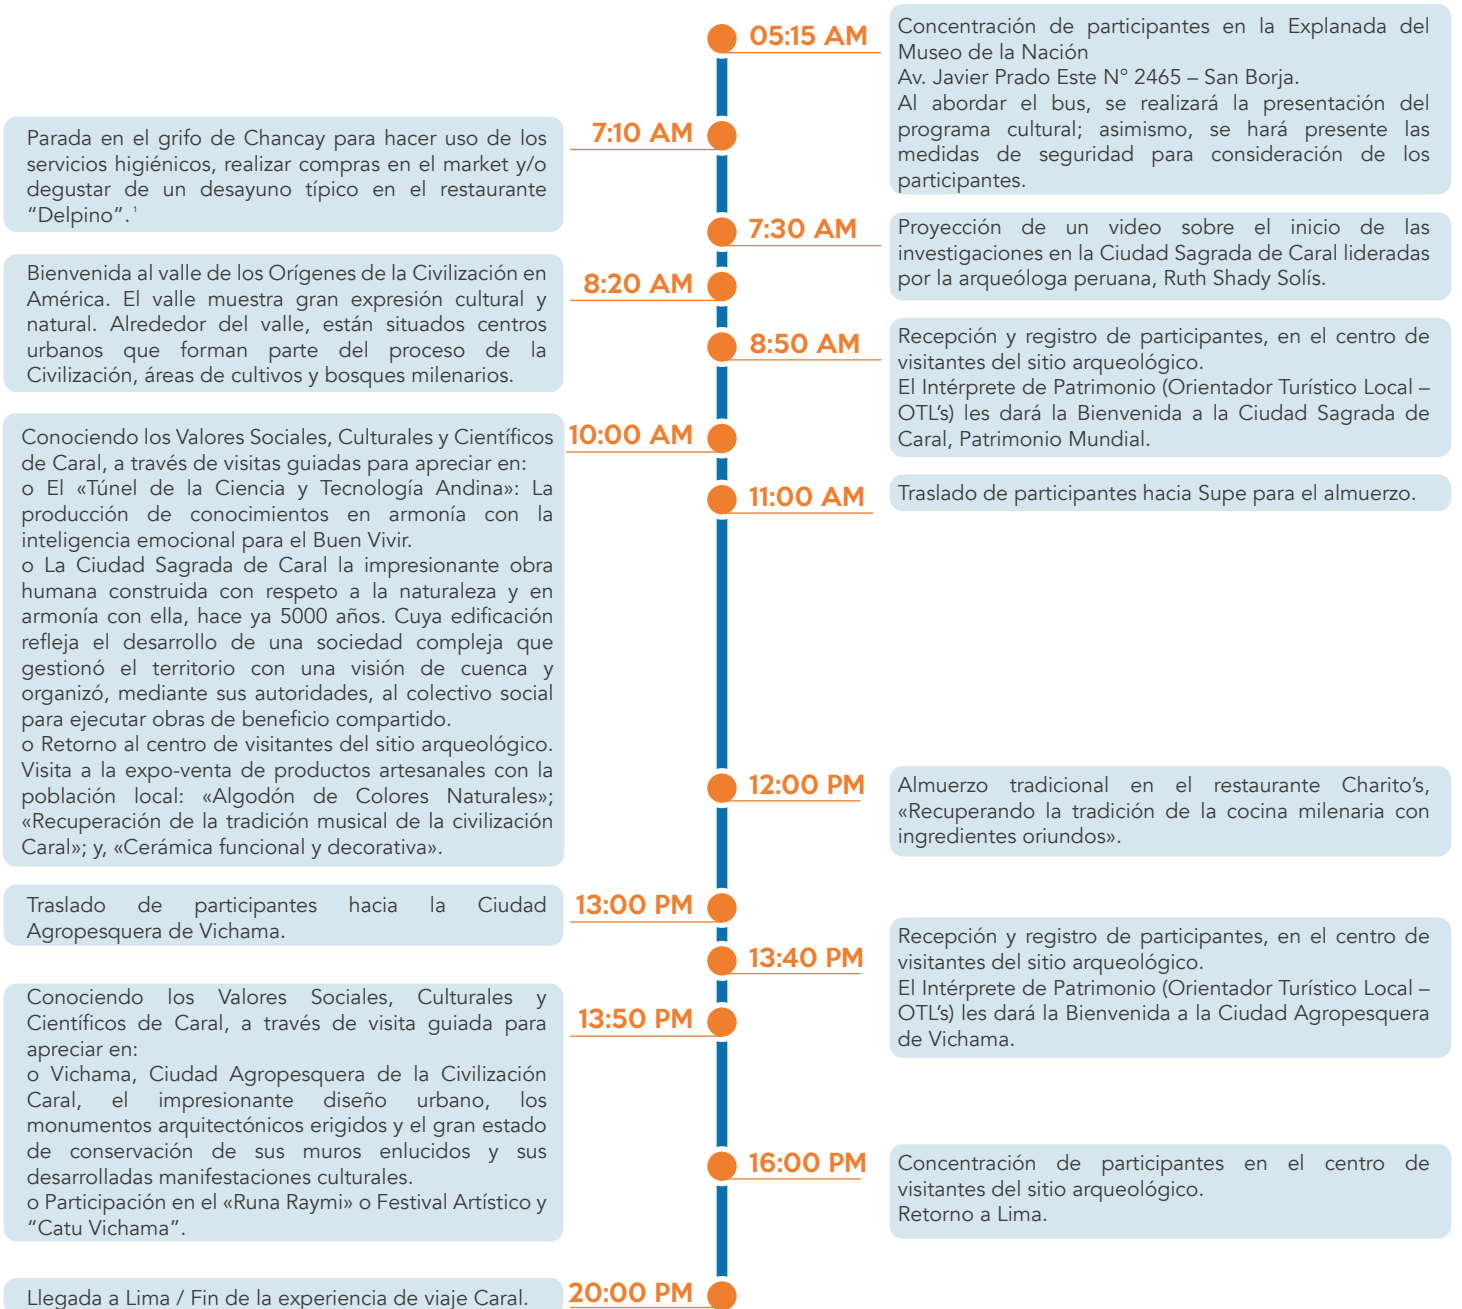 05:15 AM
Concentración de participantes en la Explanada del
Museo de la Nación
Av. Javier Prado Este Nº 2465 – San Borja.
Al abordar el bus, se realizará la presentación del
programa cultural; asimismo, se hará presente las
medidas de seguridad para consideración de los
participantes.
7:10 AM
Parada en el grifo de Chancay para hacer uso de los
servicios higiénicos, realizar compras en el market y/o
degustar de un desayuno típico en el restaurante
“Delpino”. ¹
7:30 AM
Proyección de un video sobre el inicio de las
investigaciones en la Ciudad Sagrada de Caral lideradas
por la arqueóloga peruana, Ruth Shady Solís.
8:20 AM
Bienvenida al valle de los Orígenes de la Civilización en
América. El valle muestra gran expresión cultural y
natural. Alrededor del valle, están situados centros
urbanos que forman parte del proceso de la
Civilización, áreas de cultivos y bosques milenarios.
8:50 AM
Recepción y registro de participantes, en el centro de
visitantes del sitio arqueológico.
El Intérprete de Patrimonio (Orientador Turístico Local –
OTL’s) les dará la Bienvenida a la Ciudad Sagrada de
Caral, Patrimonio Mundial.
10:00 AM
Conociendo los Valores Sociales, Culturales y Científicos
de Caral, a través de visitas guiadas para apreciar en:
o El «Túnel de la Ciencia y Tecnología Andina»: La
producción de conocimientos en armonía con la
inteligencia emocional para el Buen Vivir.
o La Ciudad Sagrada de Caral la impresionante obra
humana construida con respeto a la naturaleza y en
armonía con ella, hace ya 5000 años. Cuya edificación
refleja el desarrollo de una sociedad compleja que
gestionó el territorio con una visión de cuenca y
organizó, mediante sus autoridades, al colectivo social
para ejecutar obras de beneficio compartido.
o Retorno al centro de visitantes del sitio arqueológico.
Visita a la expo-venta de productos artesanales con la
población local: «Algodón de Colores Naturales»;
«Recuperación de la tradición musical de la civilización
Caral»; y, «Cerámica funcional y decorativa».
11:00 AM
Traslado de participantes hacia Supe para el almuerzo.
12:00 PM
Almuerzo tradicional en el restaurante Charito’s,
«Recuperando la tradición de la cocina milenaria con
ingredientes oriundos».
13:00 PM
Traslado de participantes hacia la Ciudad
Agropesquera de Vichama.
13:40 PM
Recepción y registro de participantes, en el centro de
visitantes del sitio arqueológico.
El Intérprete de Patrimonio (Orientador Turístico Local –
OTL’s) les dará la Bienvenida a la Ciudad Agropesquera
de Vichama.
13:50 PM
Conociendo los Valores Sociales, Culturales y
Científicos de Caral, a través de visita guiada para
apreciar en:
o Vichama, Ciudad Agropesquera de la Civilización
Caral, el impresionante diseño urbano, los
monumentos arquitectónicos erigidos y el gran estado
de conservación de sus muros enlucidos y sus
desarrolladas manifestaciones culturales.
o Participación en el «Runa Raymi» o Festival Artístico y
“Catu Vichama”.
16:00 PM
Concentración de participantes en el centro de
visitantes del sitio arqueológico.
Retorno a Lima.
20:00 PM
Llegada a Lima / Fin de la experiencia de viaje Caral.